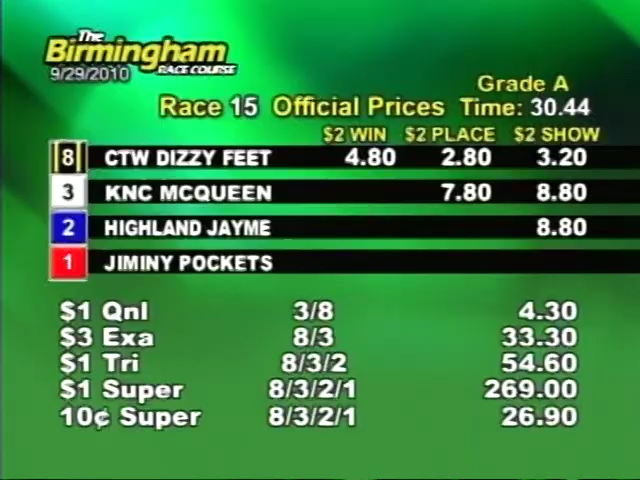 The
Birmingham
RACE COURSE
9/29/2010
Grade A
Race 15 Official Prices Time: 30.44
$2 WIN $2 PLACE $2 SHOW
8 CTW DIZZY FEET 4.80 2.80 3.20
3 KNC MCQUEEN 7.80 8.80
2 HIGHLAND JAYME 8.80
1 JIMINY POCKETS
$1 Qnl 3/8 4.30
$3 Exa 8/3 33.30
$1 Tri 8/3/2 54.60
$1 Super 8/3/2/1 269.00
10¢ Super 8/3/2/1 26.90